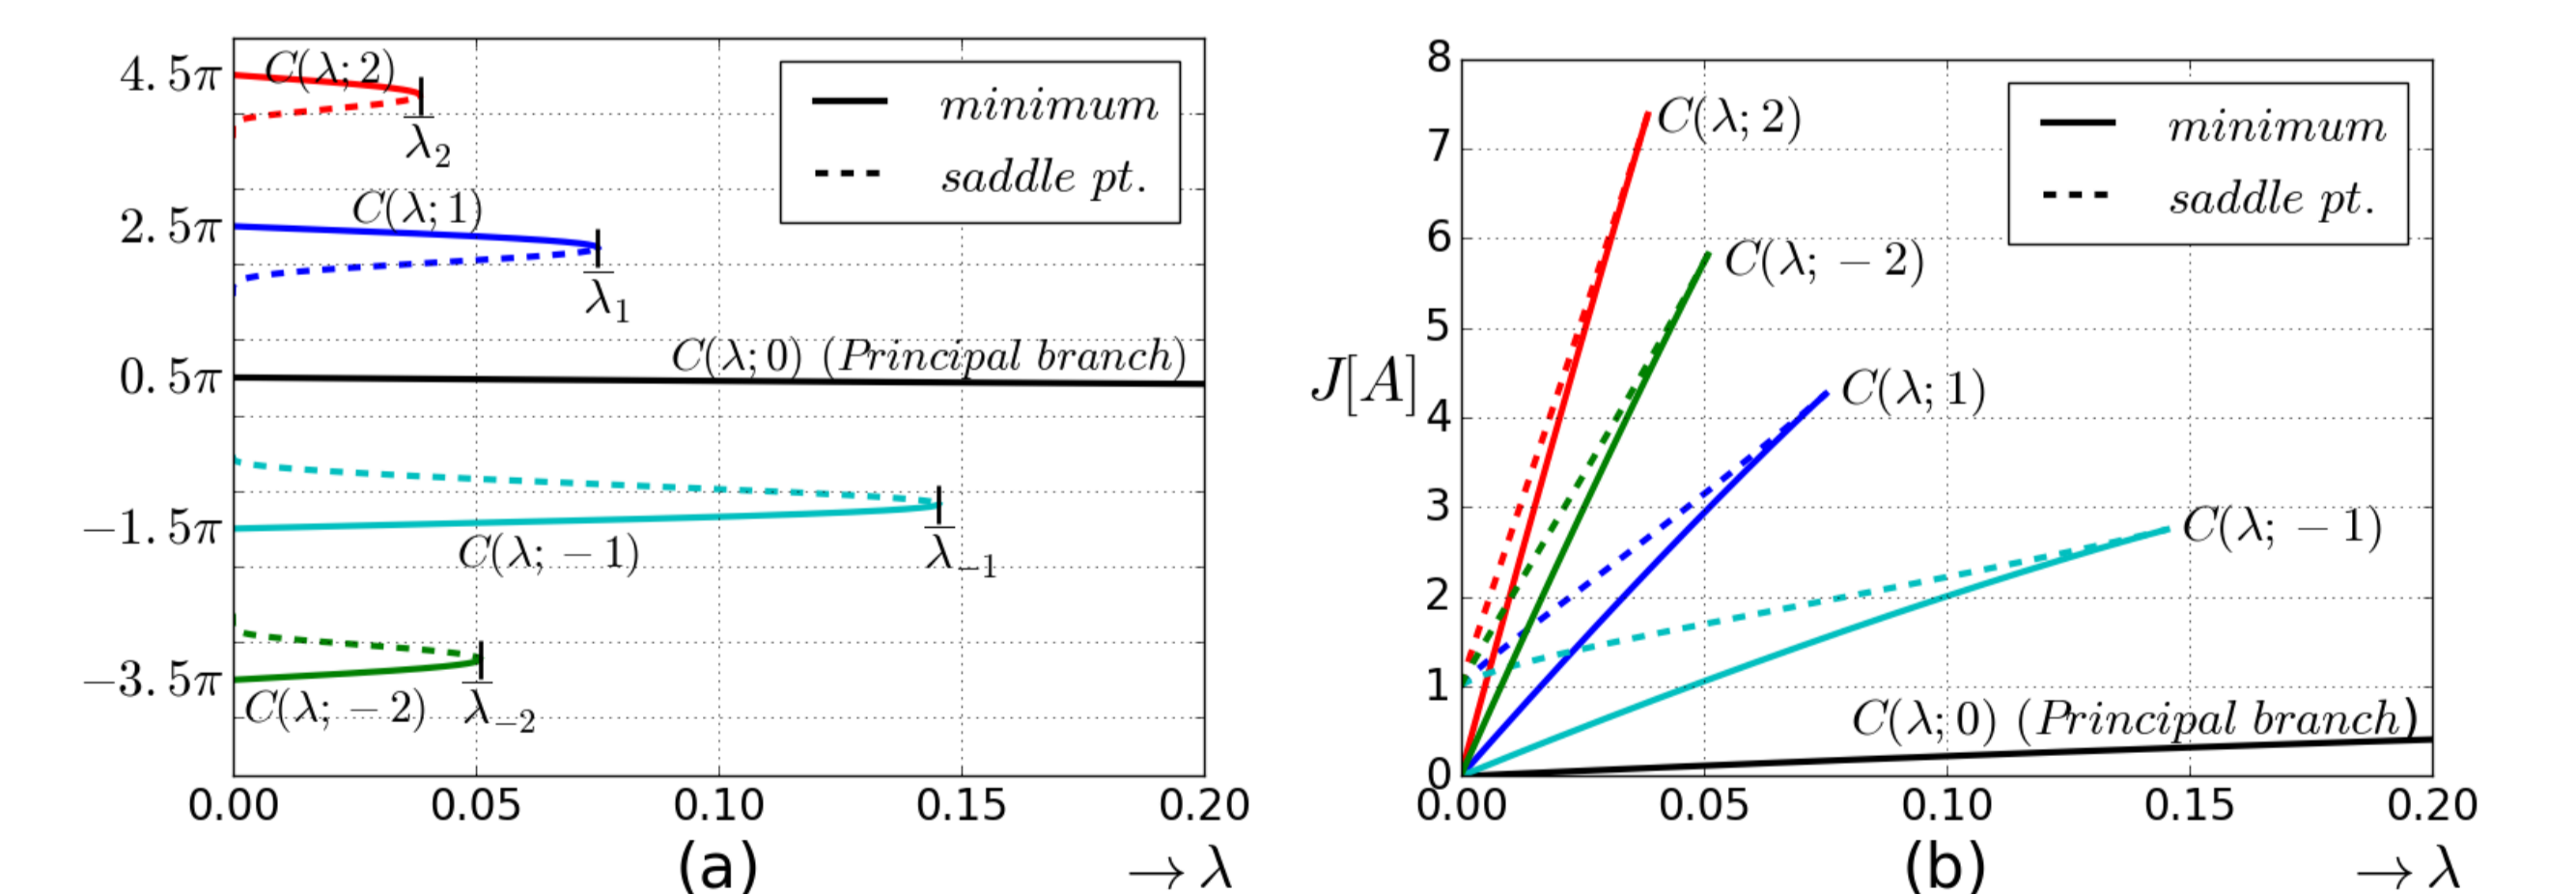 4.5π
2.5π
0.5π
−1.5π
−3.5π
C(λ; 2)
λ̅₂
C(λ; 1)
λ̅₁
C(λ; 0) (Principal branch)
C(λ; −1)
λ̅₋₁
C(λ; −2)
λ̅₋₂
minimum
saddle pt.
0.00 0.05 0.10 0.15 0.20
(a)
→ λ
8
7
6
5
4
3
2
1
0
J[A]
C(λ; 2)
C(λ; −2)
C(λ; 1)
C(λ; −1)
C(λ; 0) (Principal branch)
minimum
saddle pt.
0.00 0.05 0.10 0.15 0.20
(b)
→ λ